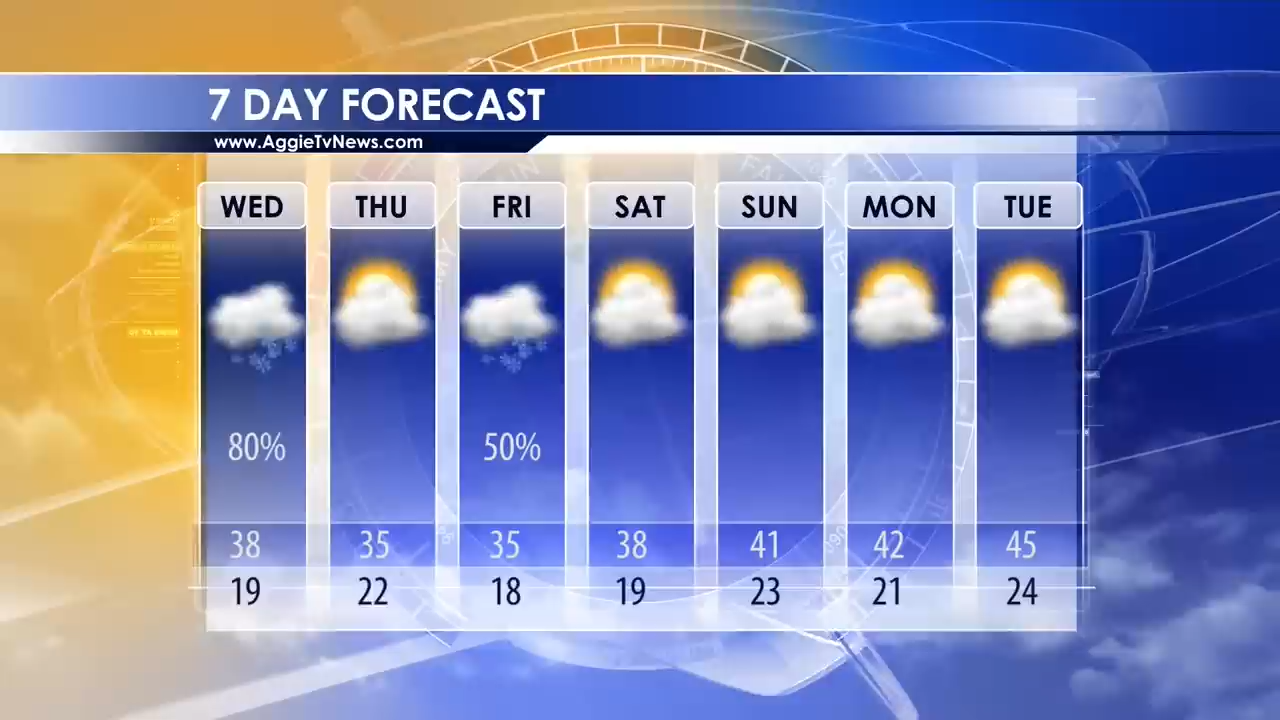 7 DAY FORECAST
www.AggieTvNews.com
WED THU FRI SAT SUN MON TUE
80% 50%
38 35 35 38 41 42 45
19 22 18 19 23 21 24